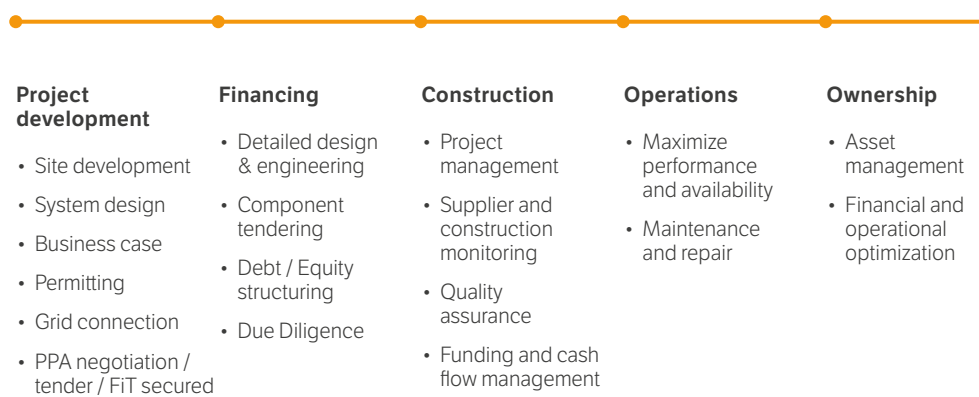 Project
development
• Site development
• System design
• Business case
• Permitting
• Grid connection
• PPA negotiation /
tender / FiT secured
Financing
• Detailed design
& engineering
• Component
tendering
• Debt / Equity
structuring
• Due Diligence
Construction
• Project
management
• Supplier and
construction
monitoring
• Quality
assurance
• Funding and cash
flow management
Operations
• Maximize
performance
and availability
• Maintenance
and repair
Ownership
• Asset
management
• Financial and
operational
optimization